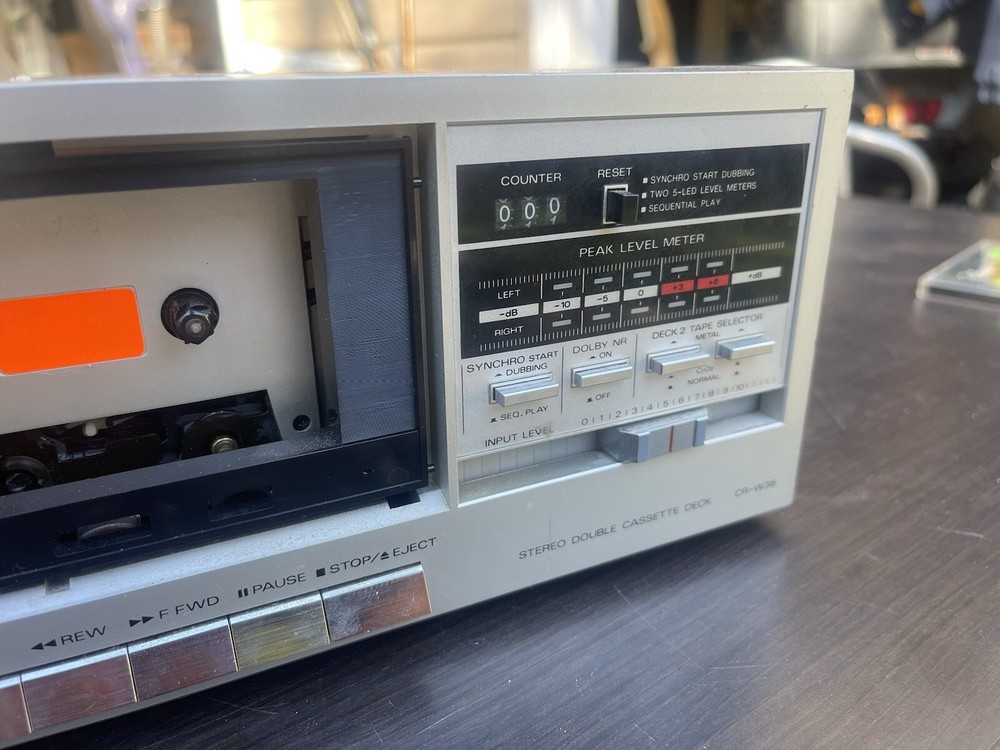 COUNTER
RESET
000
■ SYNCHRO START DUBBING
■ TWO 5-LED LEVEL METERS
■ SEQUENTIAL PLAY
PEAK LEVEL METER
LEFT
-dB -10 -5 0 +3 +6 +dB
RIGHT
SYNCHRO START
DUBBING
SEQ. PLAY
DOLBY NR
ON
OFF
DECK 2 TAPE SELECTOR
METAL
CrO₂
NORMAL
INPUT LEVEL
0 1 2 3 4 5 6 7 8 9 10
STEREO DOUBLE CASSETTE DECK CR-W38
◀◀ REW ▶▶ F FWD ❚❚ PAUSE ■ STOP/⏏ EJECT